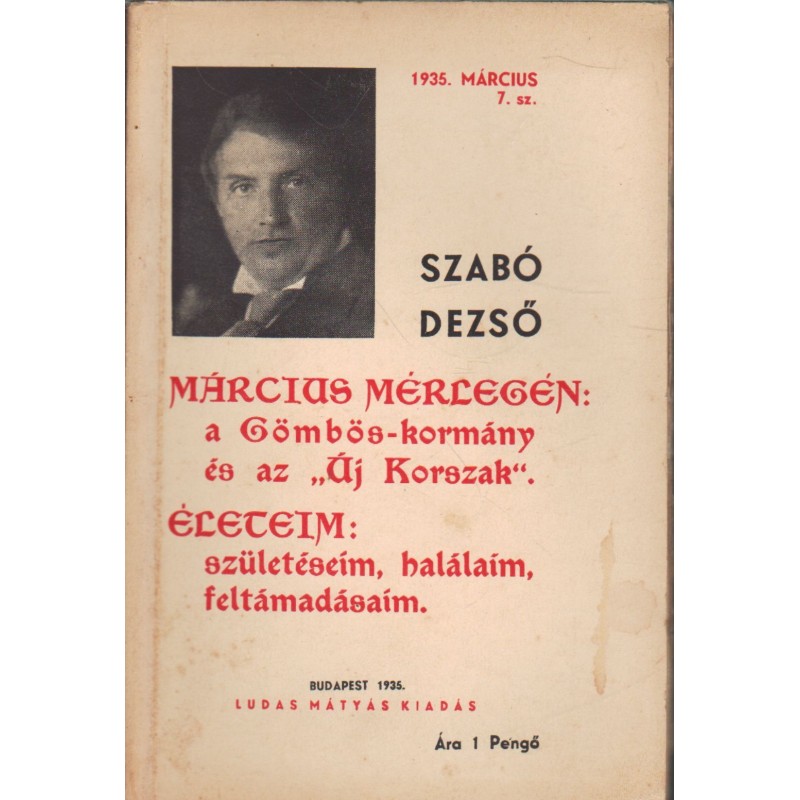 1935. MÁRCIUS
7. sz.
SZABÓ
DEZSŐ
MÁRCIUS MÉRLEGÉN:
a Gömbös-kormány
és az „Új Korszak“.
ÉLETEIM:
születéseim, halálaim,
feltámadásaim.
BUDAPEST 1935.
LUDAS MÁTYÁS KIADÁS
Ára 1 Pengő